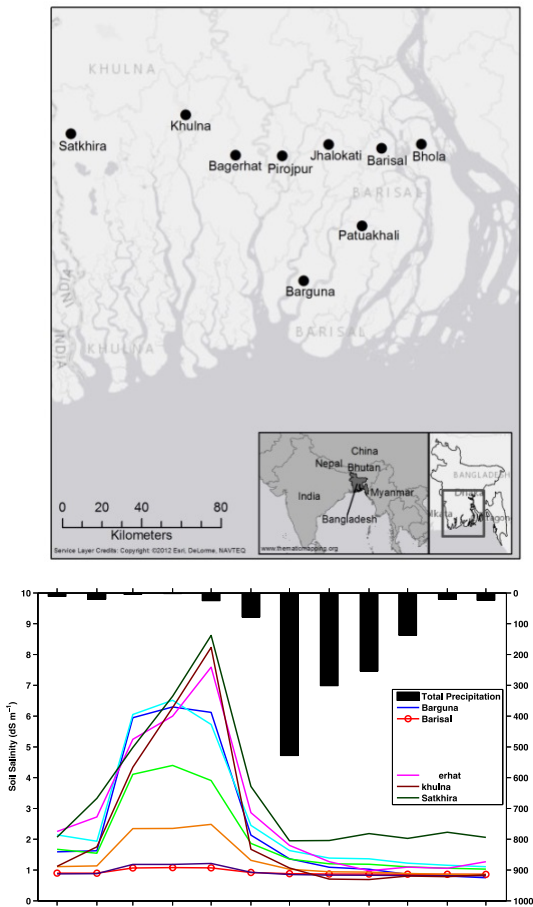 KHULNA
Khulna
Satkhira
Bagerhat
Pirojpur
Jhalokati
Barisal
Bhola
BARISAL
Patuakhali
Barguna
INDIA
INDIA
KHULNA
BARISAL
China
Nepal
Bhutan
India
Myanmar
Bangladesh
BANGLADESH
Dhaka
0 20 40 80
Kilometers
Service Layer Credits: Copyright: ©2012 Esri, DeLorme, NAVTEQ
www.thematicmapping.org
10
9
8
7
6
5
4
3
2
1
0
Soil Salinity (dS m⁻¹)
0
100
200
300
400
500
600
700
800
900
1000
Total Precipitation
Barguna
Barisal
erhat
khulna
Satkhira